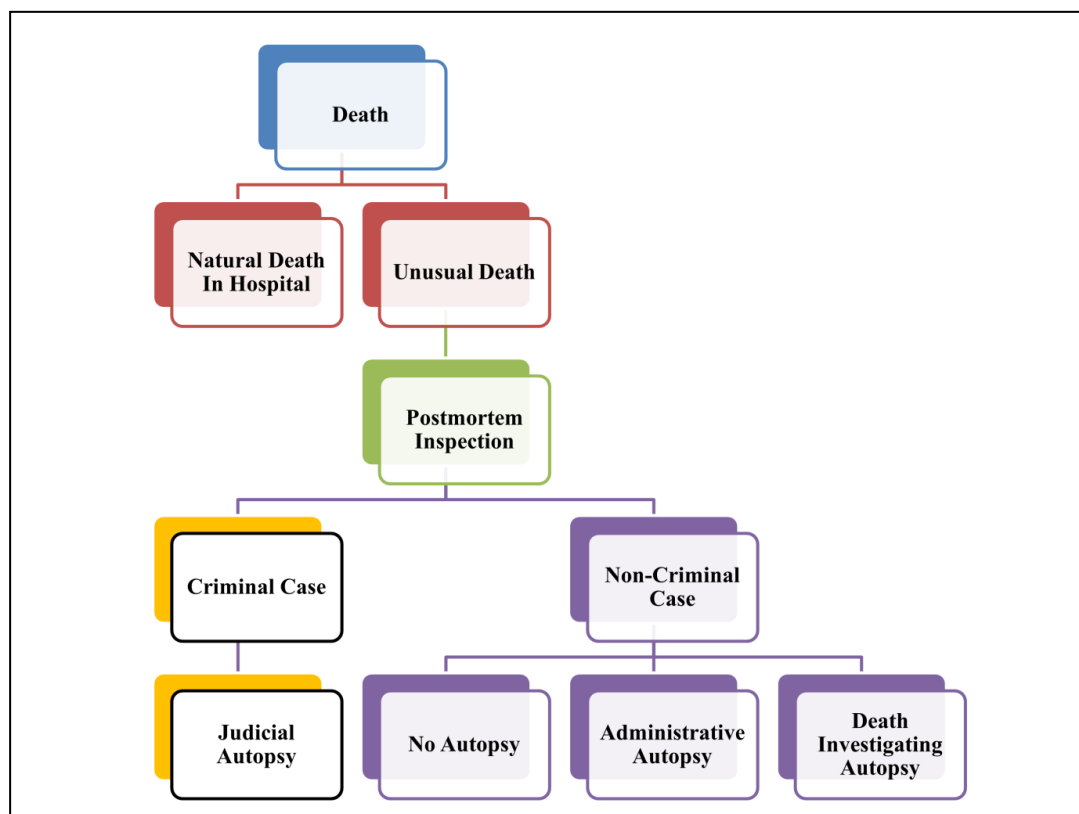 Death
Natural Death
In Hospital
Unusual Death
Postmortem
Inspection
Criminal Case
Non-Criminal
Case
Judicial
Autopsy
No Autopsy
Administrative
Autopsy
Death
Investigating
Autopsy